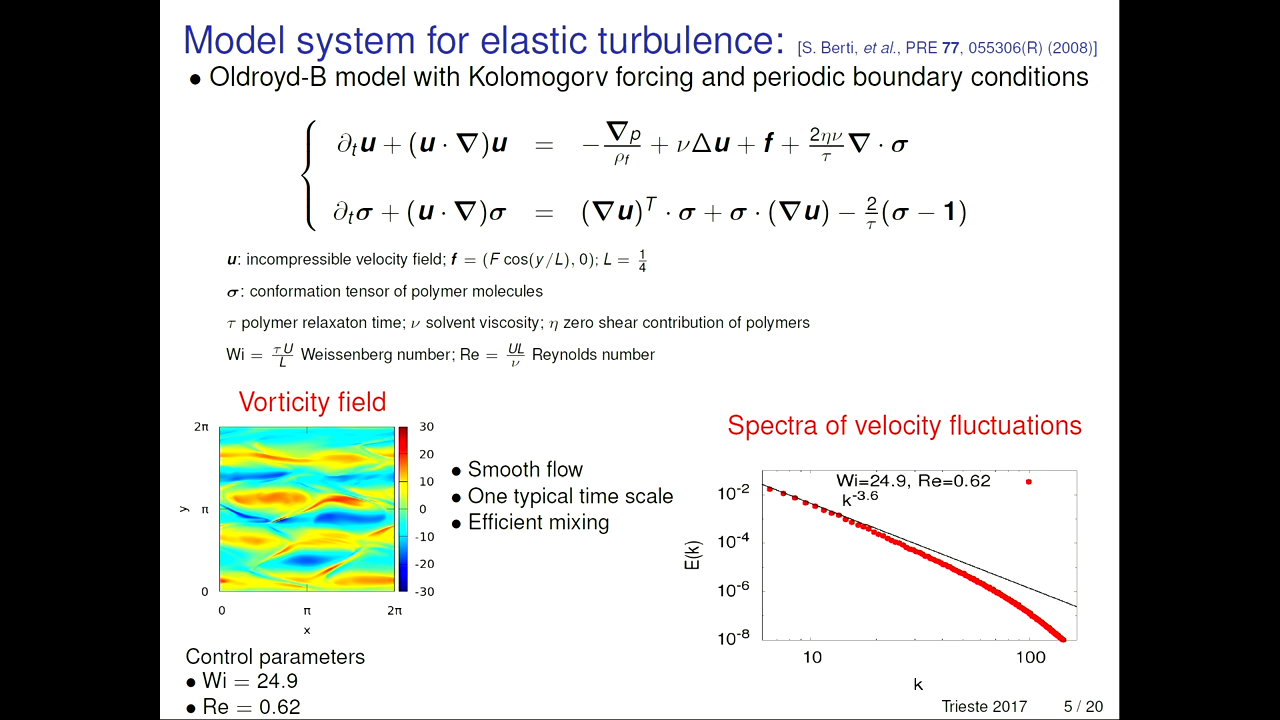 Model system for elastic turbulence: [S. Berti, et al., PRE 77, 055306(R) (2008)]
• Oldroyd-B model with Kolomogorv forcing and periodic boundary conditions
∂ₜu + (u · ∇)u = −∇p/ρf + νΔu + f + 2ην/τ ∇ · σ
∂ₜσ + (u · ∇)σ = (∇u)ᵀ · σ + σ · (∇u) − 2/τ (σ − 1)
u: incompressible velocity field; f = (F cos(y/L), 0); L = 1/4
σ: conformation tensor of polymer molecules
τ polymer relaxaton time; ν solvent viscosity; η zero shear contribution of polymers
Wi = τU/L Weissenberg number; Re = UL/ν Reynolds number
Vorticity field
2π
π
0
y
0 π 2π
x
30
20
10
0
-10
-20
-30
• Smooth flow
• One typical time scale
• Efficient mixing
Spectra of velocity fluctuations
Wi=24.9, Re=0.62
k^-3.6
10^-2
10^-4
10^-6
10^-8
E(k)
10 100
k
Control parameters
• Wi = 24.9
• Re = 0.62
Trieste 2017 5 / 20